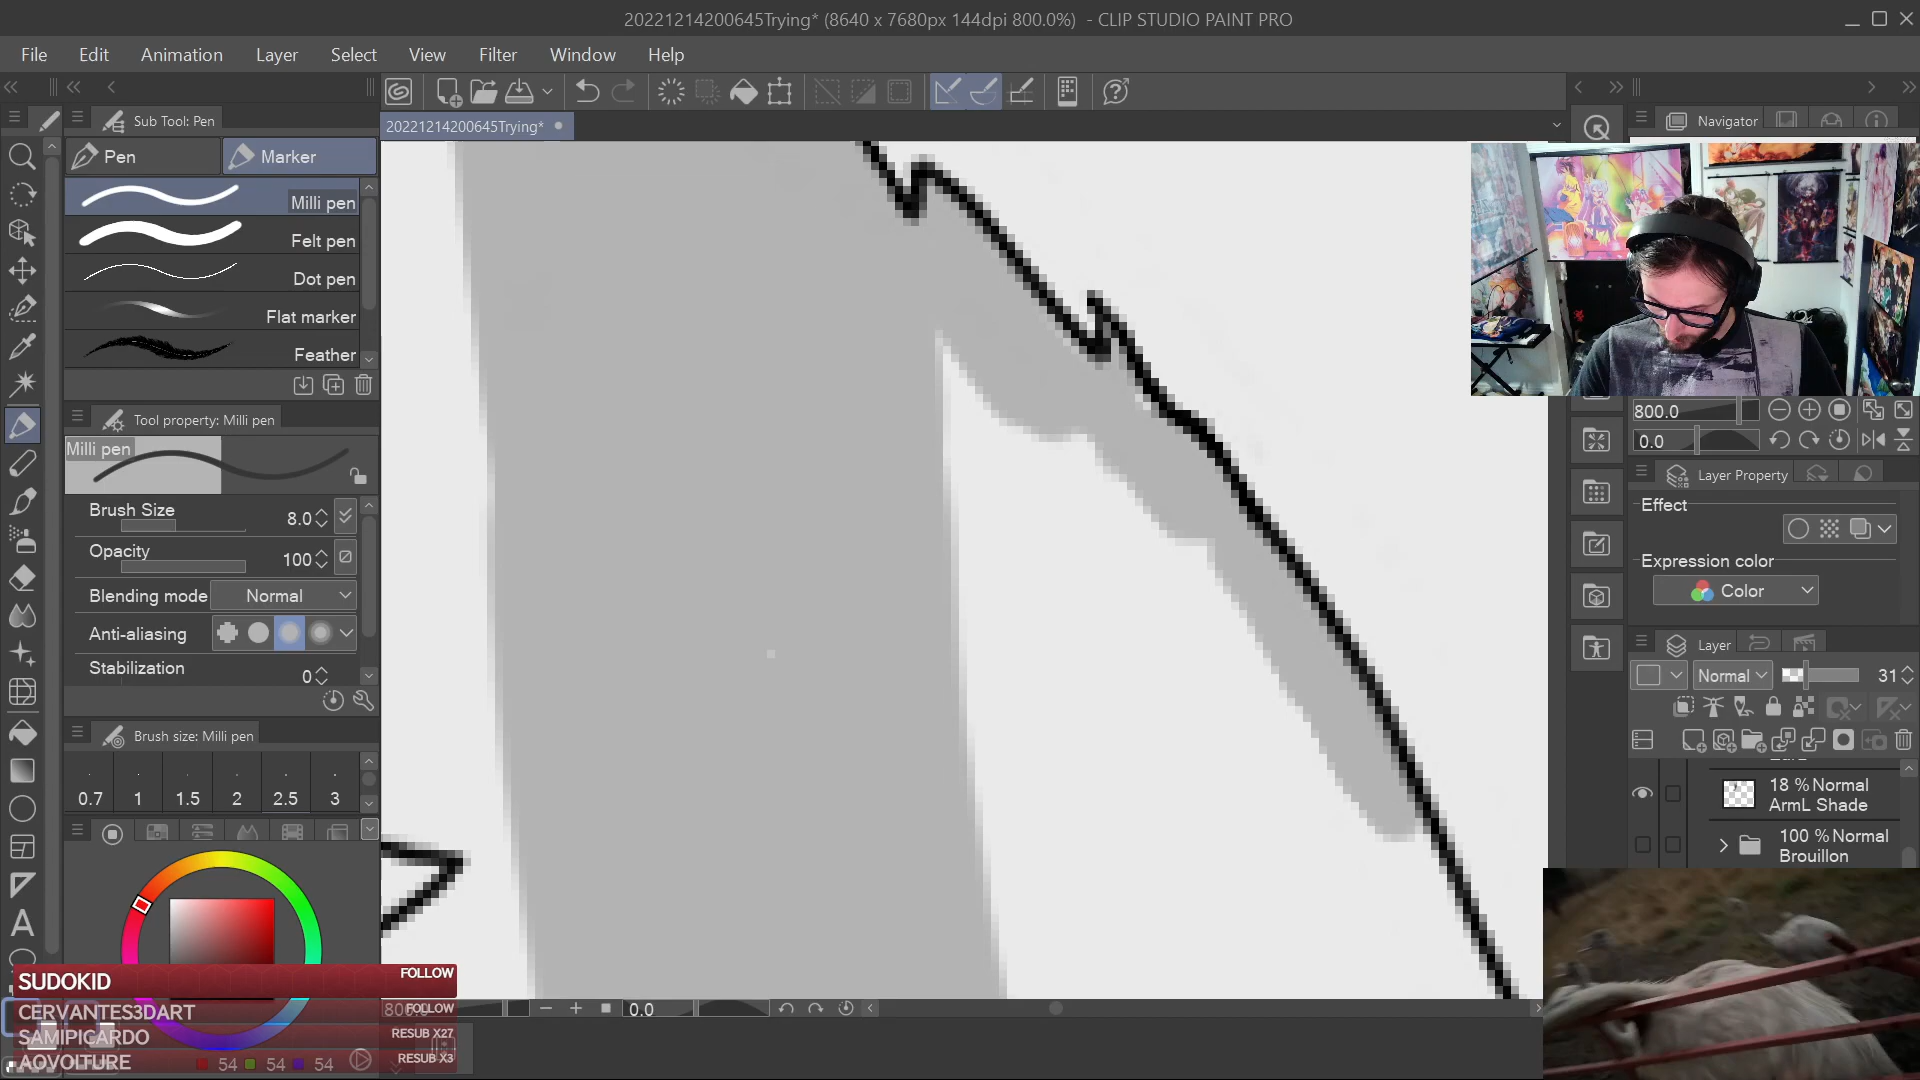 20221214200645Trying* (8640 x 7680px 144dpi 800.0%) - CLIP STUDIO PAINT PRO
File Edit Animation Layer Select View Filter Window Help
Sub Tool: Pen
20221214200645Trying*
Navigator
Pen
Marker
Milli pen
Felt pen
Dot pen
Flat marker
Feather
Tool property: Milli pen
Milli pen
Brush Size 8.0
Opacity 100
Blending mode Normal
Anti-aliasing
Stabilization 0
Brush size: Milli pen
0.7 1 1.5 2 2.5 3
800.0
0.0
Layer Property
Effect
Expression color
Color
Layer
Normal 31
18 % Normal
ArmL Shade
100 % Normal
Brouillon
0.0
SUDOKID FOLLOW
CERVANTES3DART FOLLOW
SAMIPICARDO RESUB X27
AOVOLTURE RESUB X3
54 54 54
A